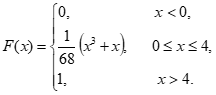 F(x) = { 0, x < 0,
1/68 (x³ + x), 0 ≤ x ≤ 4,
1, x > 4.